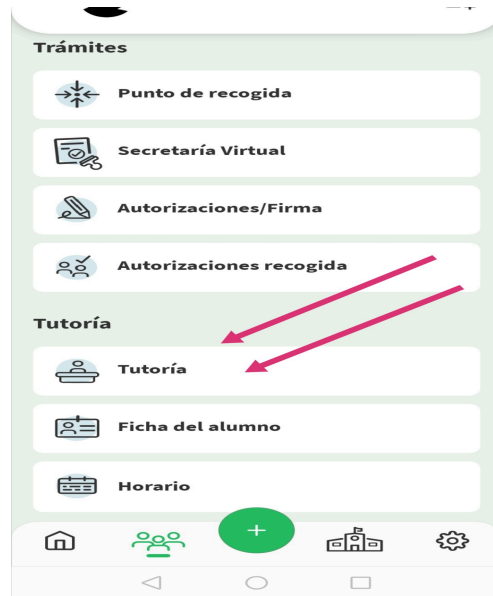 Trámites
Punto de recogida
Secretaría Virtual
Autorizaciones/Firma
Autorizaciones recogida
Tutoría
Tutoría
Ficha del alumno
Horario